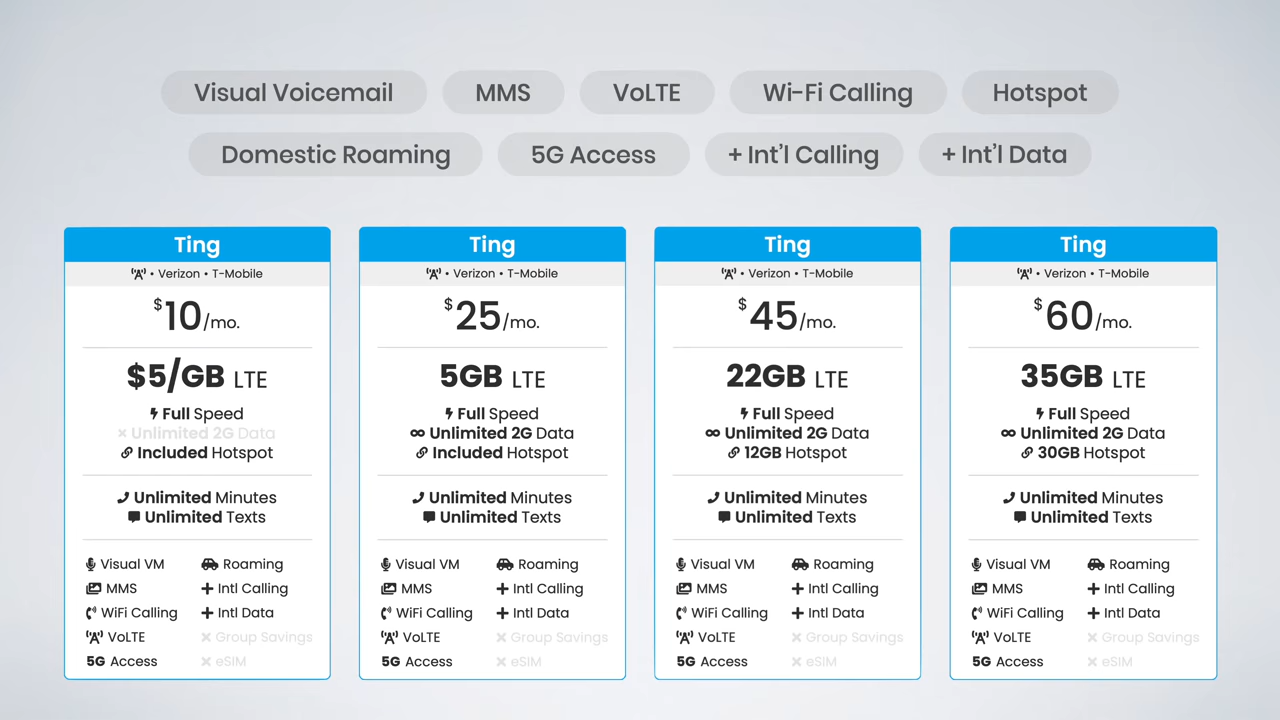 Visual Voicemail MMS VoLTE Wi-Fi Calling Hotspot
Domestic Roaming 5G Access + Int'l Calling + Int'l Data
Ting
• Verizon • T-Mobile
$10/mo.
$5/GB LTE
Full Speed
Unlimited 2G Data
Included Hotspot
Unlimited Minutes
Unlimited Texts
Visual VM Roaming
MMS Intl Calling
WiFi Calling Intl Data
VoLTE Group Savings
5G Access eSIM
Ting
• Verizon • T-Mobile
$25/mo.
5GB LTE
Full Speed
Unlimited 2G Data
Included Hotspot
Unlimited Minutes
Unlimited Texts
Visual VM Roaming
MMS Intl Calling
WiFi Calling Intl Data
VoLTE Group Savings
5G Access eSIM
Ting
• Verizon • T-Mobile
$45/mo.
22GB LTE
Full Speed
Unlimited 2G Data
12GB Hotspot
Unlimited Minutes
Unlimited Texts
Visual VM Roaming
MMS Intl Calling
WiFi Calling Intl Data
VoLTE Group Savings
5G Access eSIM
Ting
• Verizon • T-Mobile
$60/mo.
35GB LTE
Full Speed
Unlimited 2G Data
30GB Hotspot
Unlimited Minutes
Unlimited Texts
Visual VM Roaming
MMS Intl Calling
WiFi Calling Intl Data
VoLTE Group Savings
5G Access eSIM